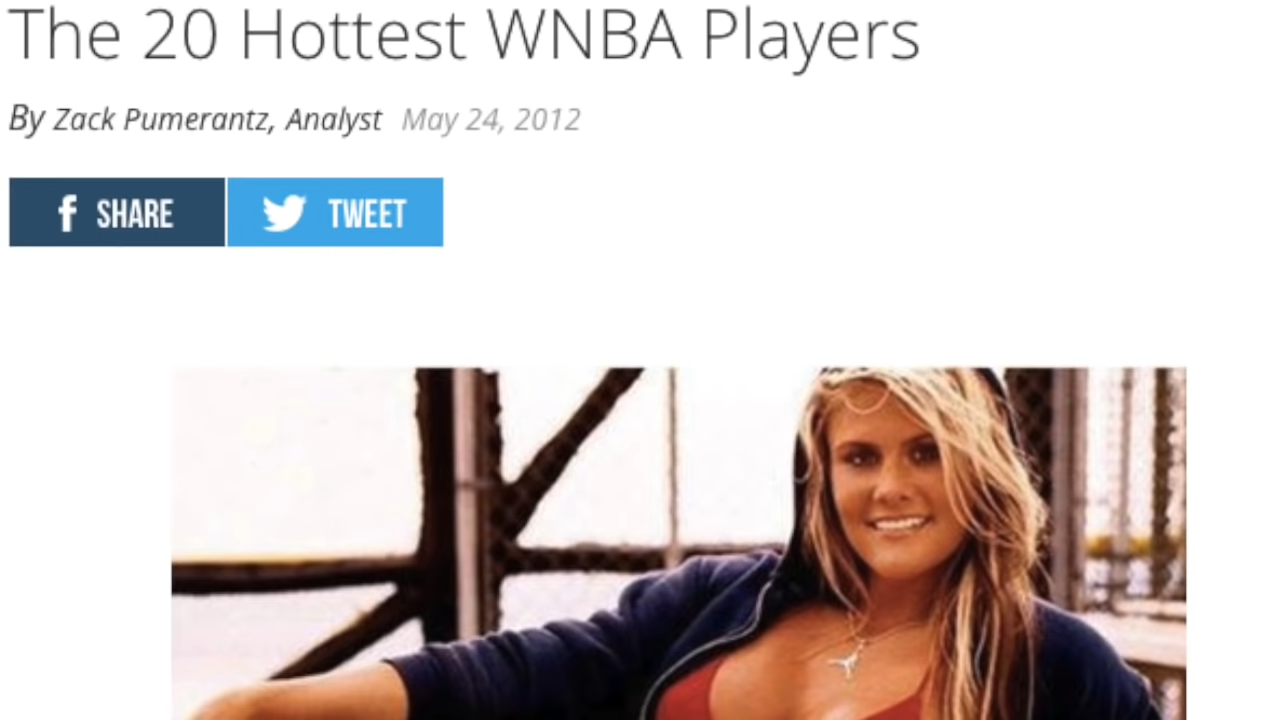 The 20 Hottest WNBA Players
By Zack Pumerantz, Analyst May 24, 2012
f SHARE TWEET